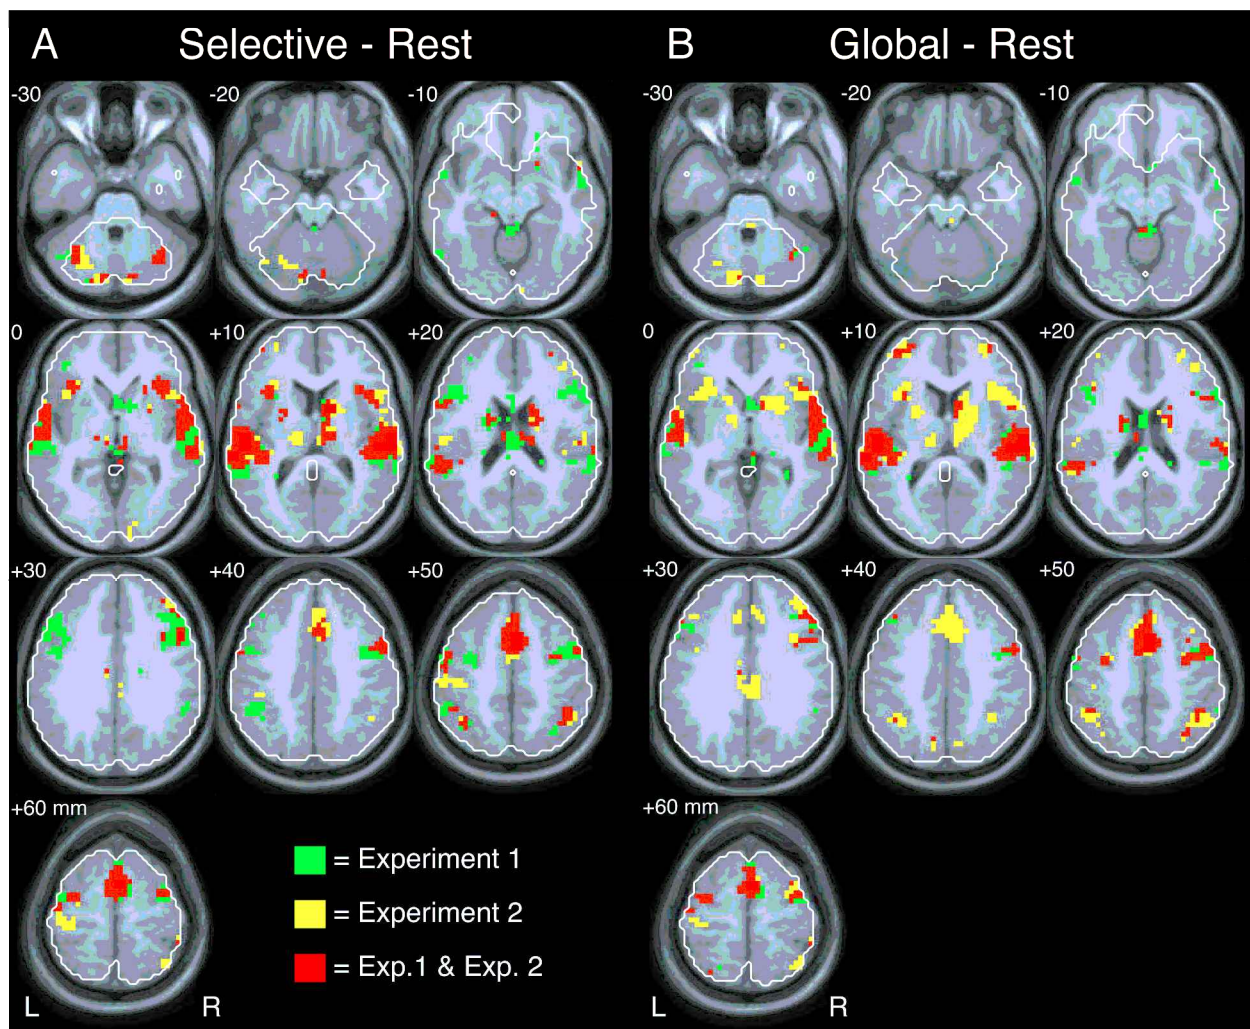 A Selective - Rest B Global - Rest
-30 -20 -10 -30 -20 -10
0 +10 +20 0 +10 +20
+30 +40 +50 +30 +40 +50
+60 mm +60 mm
= Experiment 1
= Experiment 2
= Exp.1 & Exp. 2
L R L R